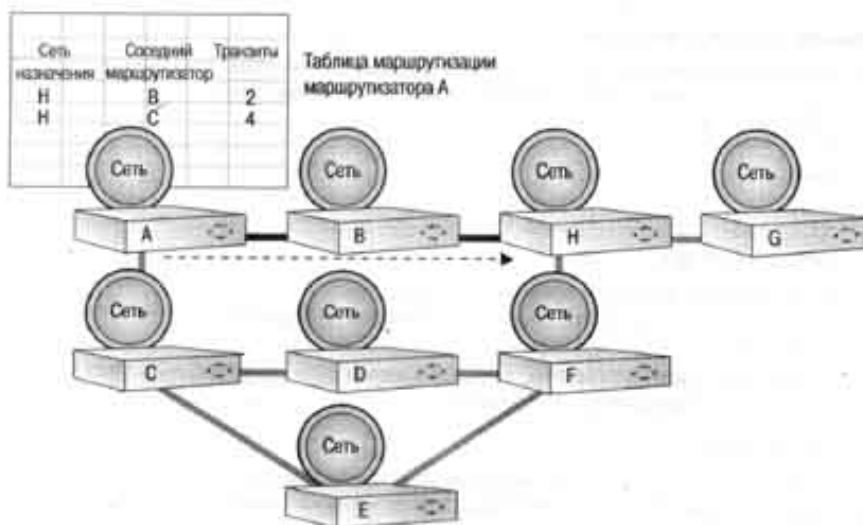 Сеть Соседний Транзиты
назначения маршрутизатор
Н В 2
Н С 4
Таблица маршрутизации
маршрутизатора А
Сеть Сеть Сеть Сеть
А В Н G
Сеть Сеть Сеть
С D F
Сеть
Е